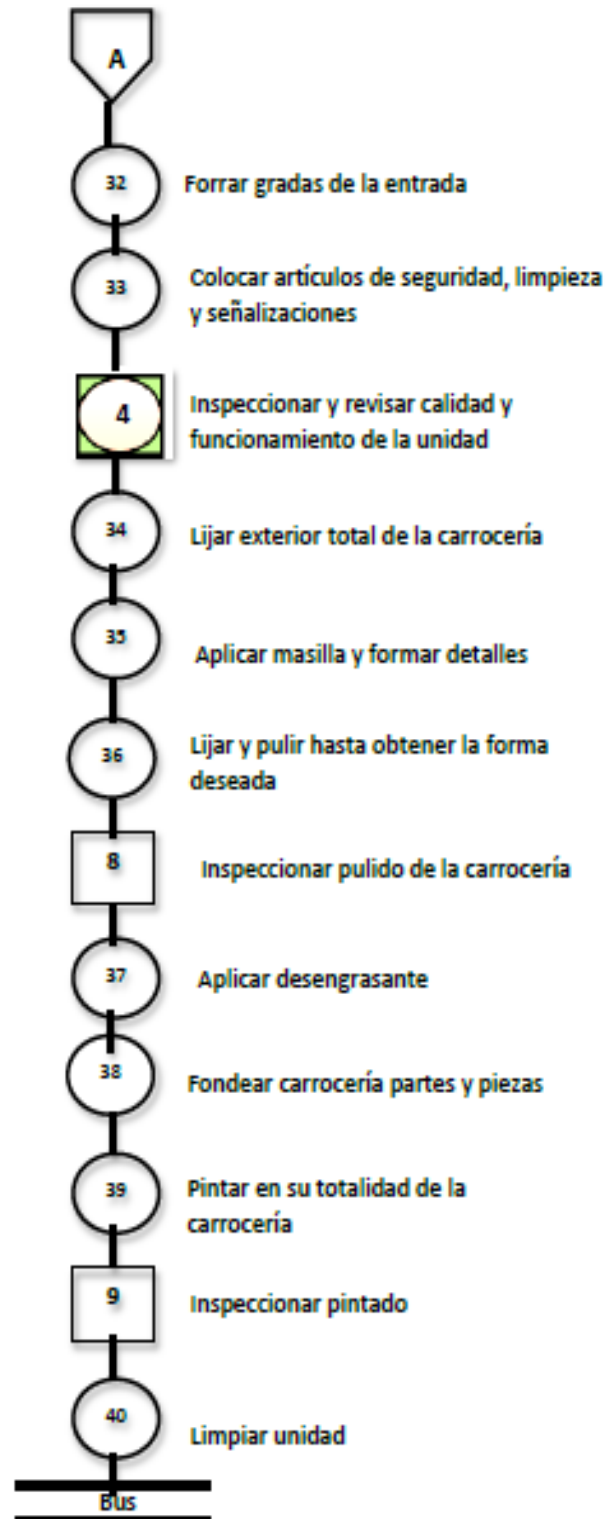 A
32
Forrar gradas de la entrada
33
Colocar artículos de seguridad, limpieza
y señalizaciones
4
Inspeccionar y revisar calidad y
funcionamiento de la unidad
34
Lijar exterior total de la carrocería
35
Aplicar masilla y formar detalles
36
Lijar y pulir hasta obtener la forma
deseada
8
Inspeccionar pulido de la carrocería
37
Aplicar desengrasante
38
Fondear carrocería partes y piezas
39
Pintar en su totalidad de la
carrocería
9
Inspeccionar pintado
40
Limpiar unidad
Bus